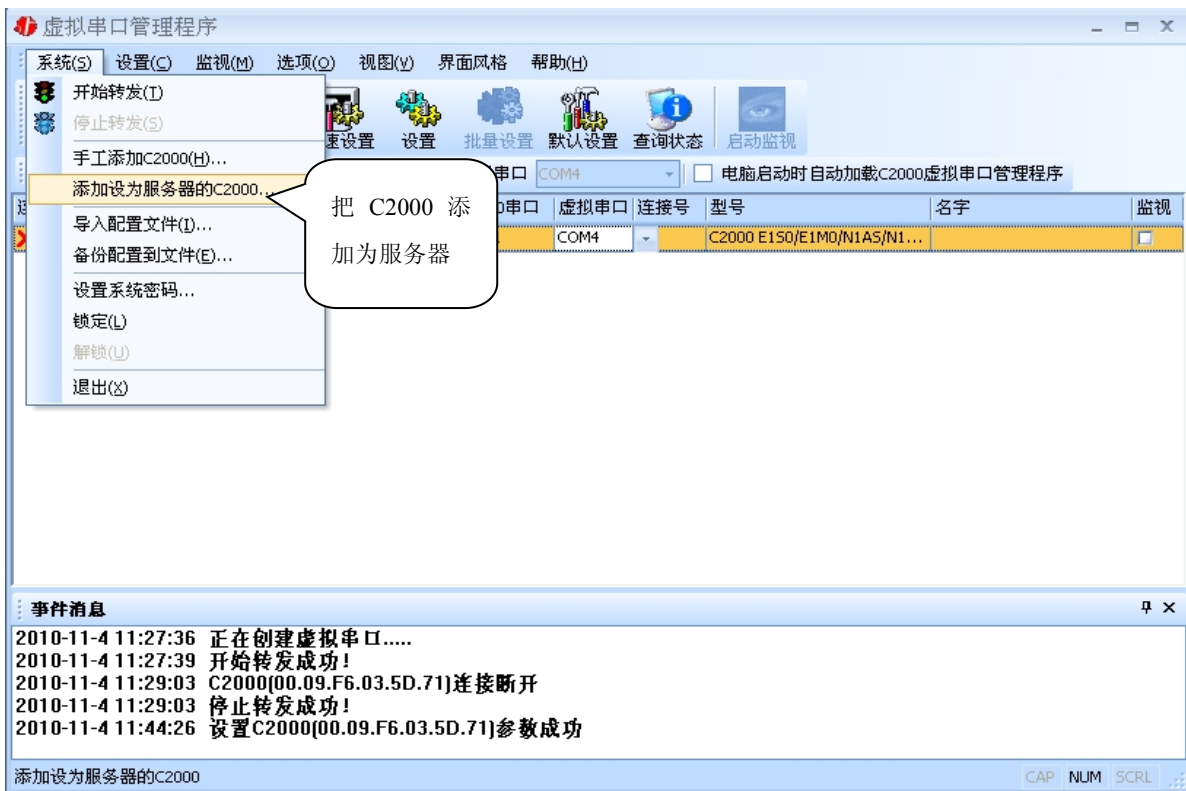 虚拟串口管理程序
系统(S) 设置(C) 监视(M) 选项(O) 视图(V) 界面风格 帮助(H)
开始转发(T)
停止转发(S)
手工添加C2000(H)...
添加设为服务器的C2000...
导入配置文件(I)...
备份配置到文件(E)...
设置系统密码...
锁定(L)
解锁(U)
退出(X)
速设置 设置 批量设置 默认设置 查询状态 启动监视
串口 COM4 电脑启动时自动加载C2000虚拟串口管理程序
串口 虚拟串口 连接号 型号 名字 监视
COM4 C2000 E1S0/E1M0/N1A5/N1...
把 C2000 添
加为服务器
事件消息
2010-11-4 11:27:36 正在创建虚拟串口.....
2010-11-4 11:27:39 开始转发成功!
2010-11-4 11:29:03 C2000(00.09.F6.03.5D.71)连接断开
2010-11-4 11:29:03 停止转发成功!
2010-11-4 11:44:26 设置C2000(00.09.F6.03.5D.71)参数成功
添加设为服务器的C2000
CAP NUM SCRL